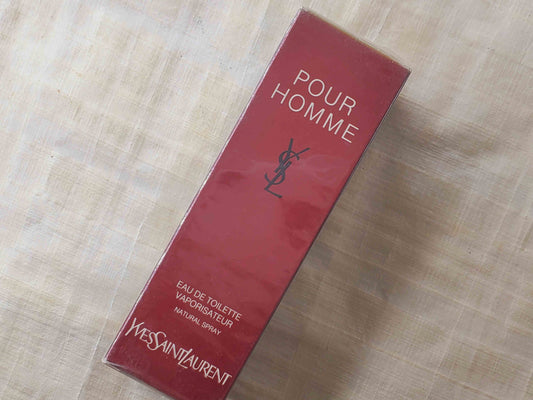 POUR
HOMME
YSL
EAU DE TOILETTE
VAPORISATEUR
NATURAL SPRAY
YVESSAINTLAURENT